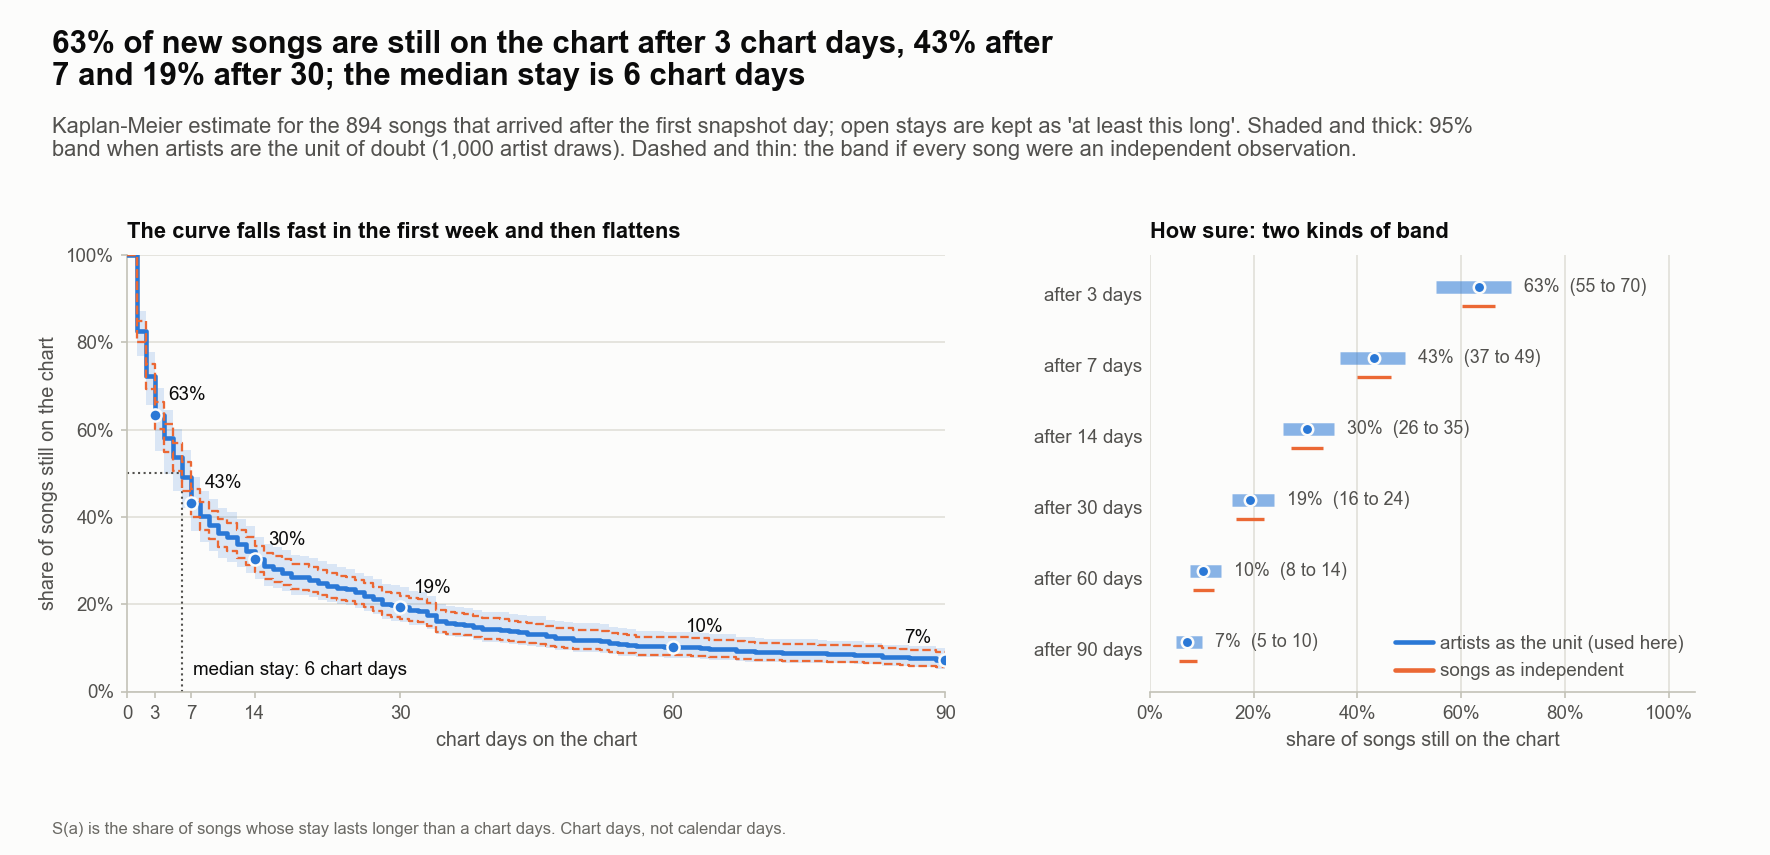 63% of new songs are still on the chart after 3 chart days, 43% after
7 and 19% after 30; the median stay is 6 chart days
Kaplan-Meier estimate for the 894 songs that arrived after the first snapshot day; open stays are kept as 'at least this long'. Shaded and thick: 95%
band when artists are the unit of doubt (1,000 artist draws). Dashed and thin: the band if every song were an independent observation.
The curve falls fast in the first week and then flattens
share of songs still on the chart
100%
80%
60%
40%
20%
0%
63%
43%
30%
19%
10%
7%
median stay: 6 chart days
0 3 7 14 30 60 90
chart days on the chart
How sure: two kinds of band
after 3 days 63% (55 to 70)
after 7 days 43% (37 to 49)
after 14 days 30% (26 to 35)
after 30 days 19% (16 to 24)
after 60 days 10% (8 to 14)
after 90 days 7% (5 to 10)
artists as the unit (used here)
songs as independent
0% 20% 40% 60% 80% 100%
share of songs still on the chart
S(a) is the share of songs whose stay lasts longer than a chart days. Chart days, not calendar days.